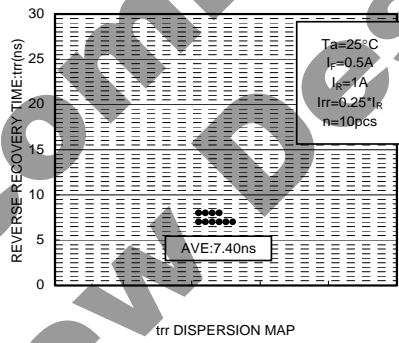 30
25
20
15
10
5
0
REVERSE RECOVERY TIME:trr(ns)
Ta=25°C
IF=0.5A
IR=1A
Irr=0.25*IR
n=10pcs
AVE:7.40ns
trr DISPERSION MAP